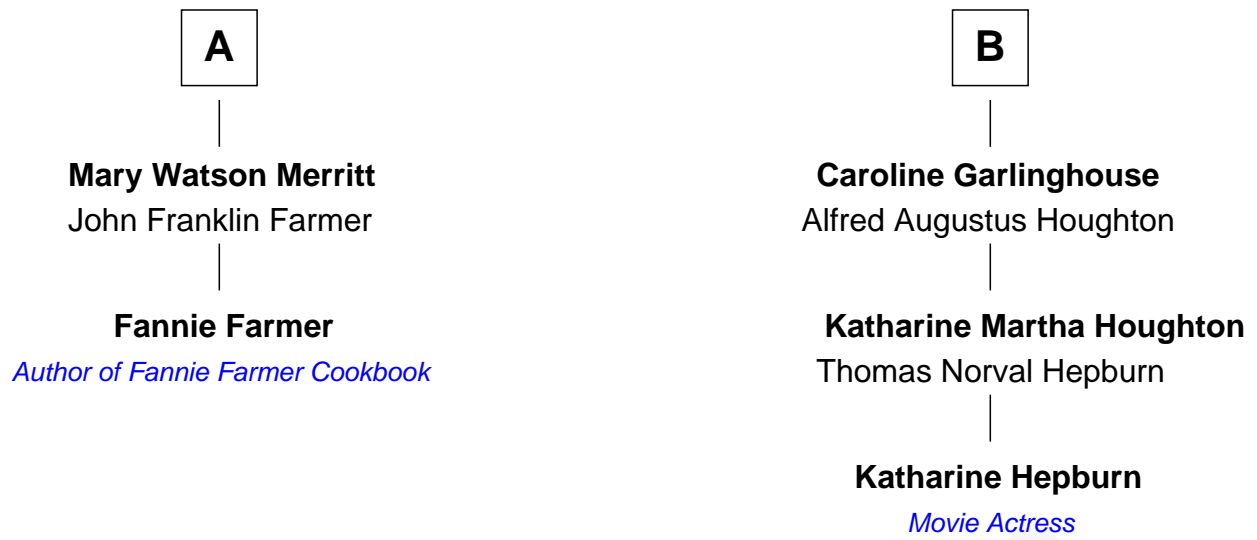 A
Mary Watson Merritt
John Franklin Farmer
Fannie Farmer
Author of Fannie Farmer Cookbook
B
Caroline Garlinghouse
Alfred Augustus Houghton
Katharine Martha Houghton
Thomas Norval Hepburn
Katharine Hepburn
Movie Actress